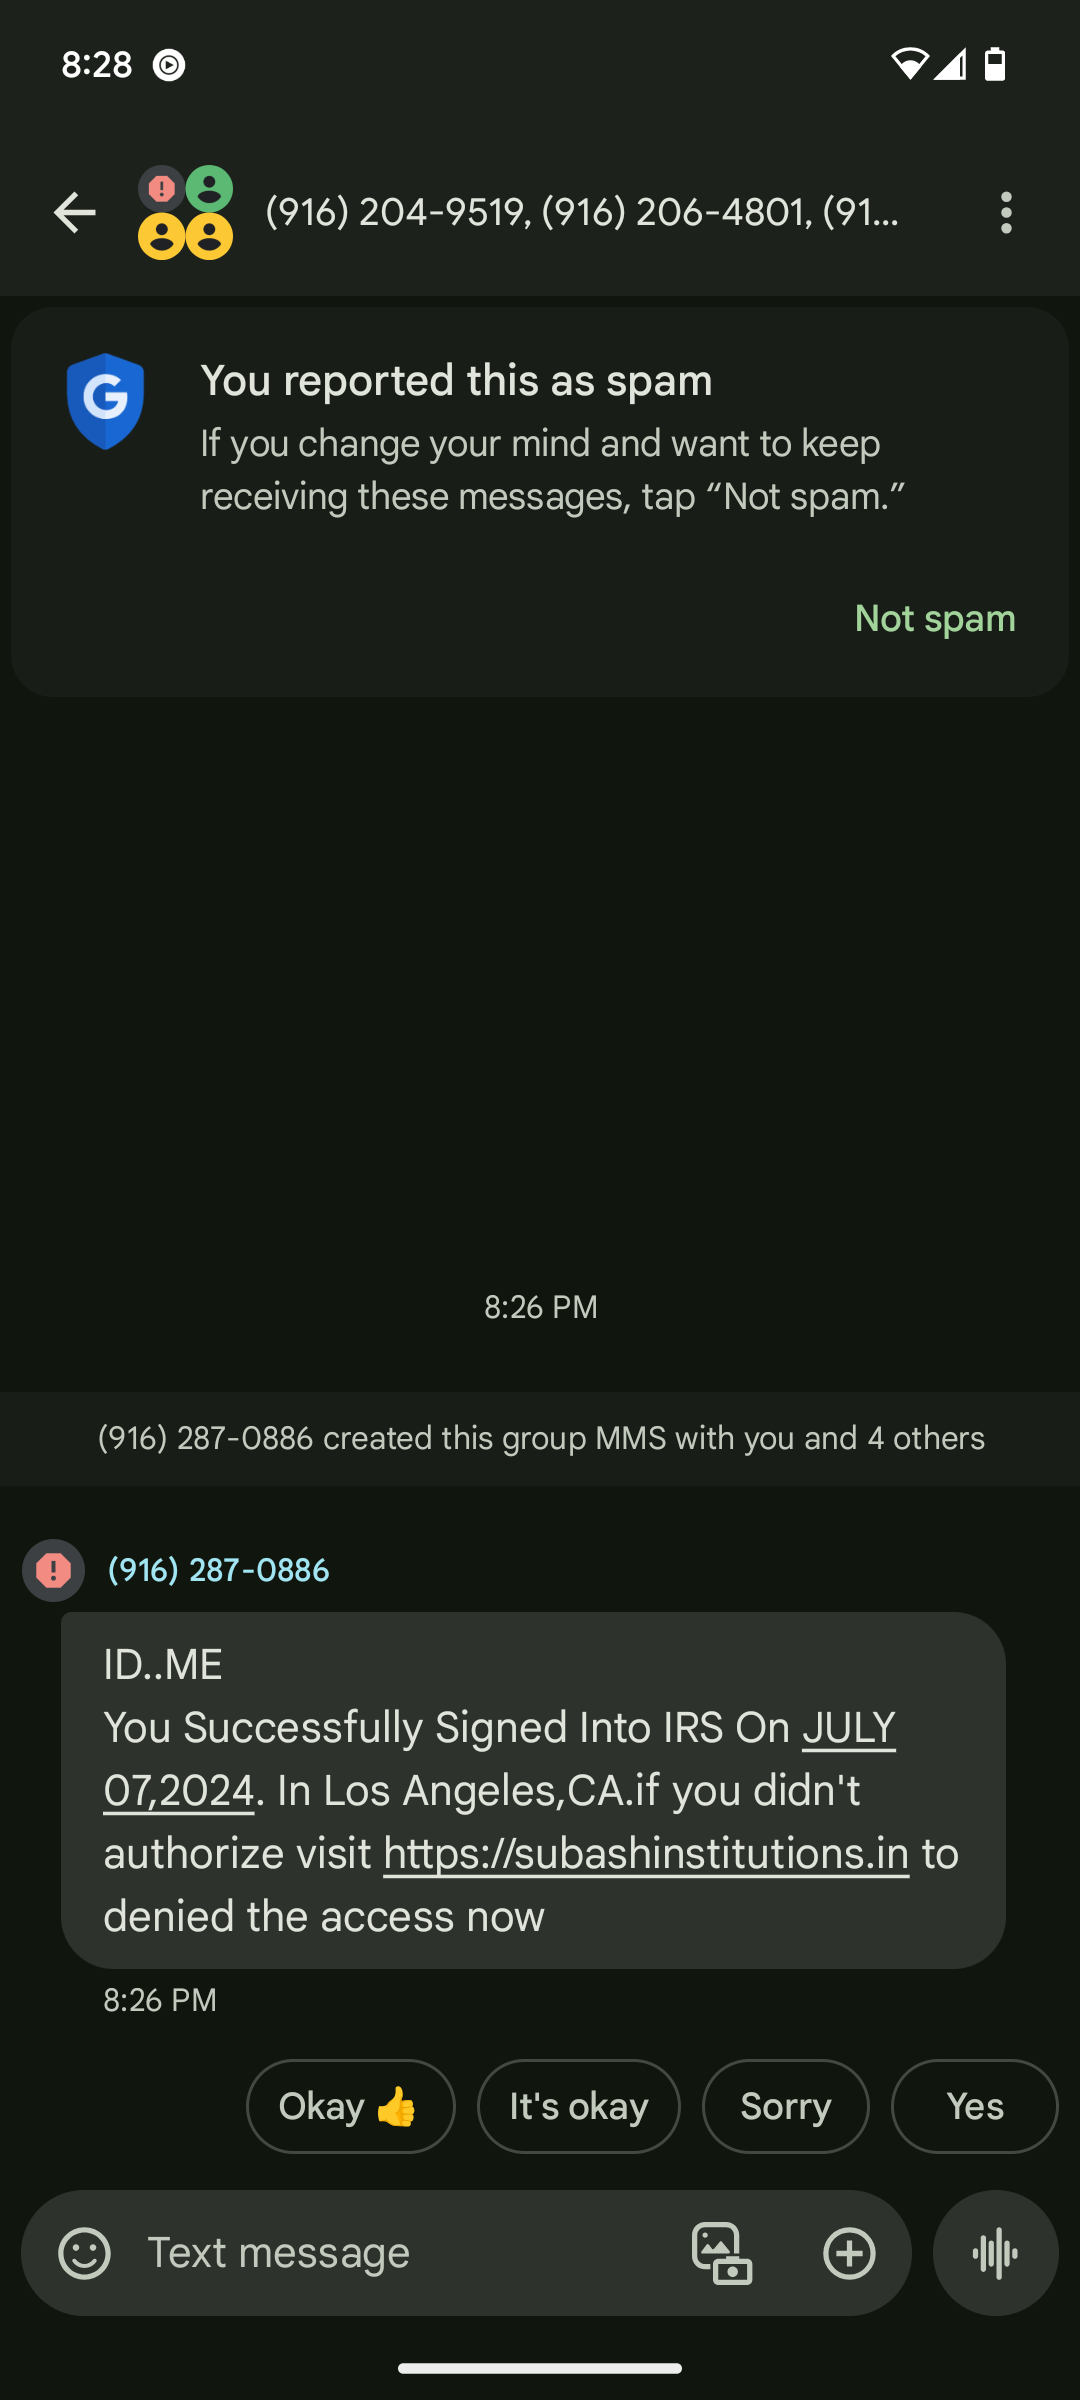 8:28
(916) 204-9519, (916) 206-4801, (91...
You reported this as spam
If you change your mind and want to keep
receiving these messages, tap “Not spam.”
Not spam
8:26 PM
(916) 287-0886 created this group MMS with you and 4 others
(916) 287-0886
ID..ME
You Successfully Signed Into IRS On JULY
07,2024. In Los Angeles,CA.if you didn't
authorize visit https://subashinstitutions.in to
denied the access now
8:26 PM
Okay 👍 It's okay Sorry Yes
Text message